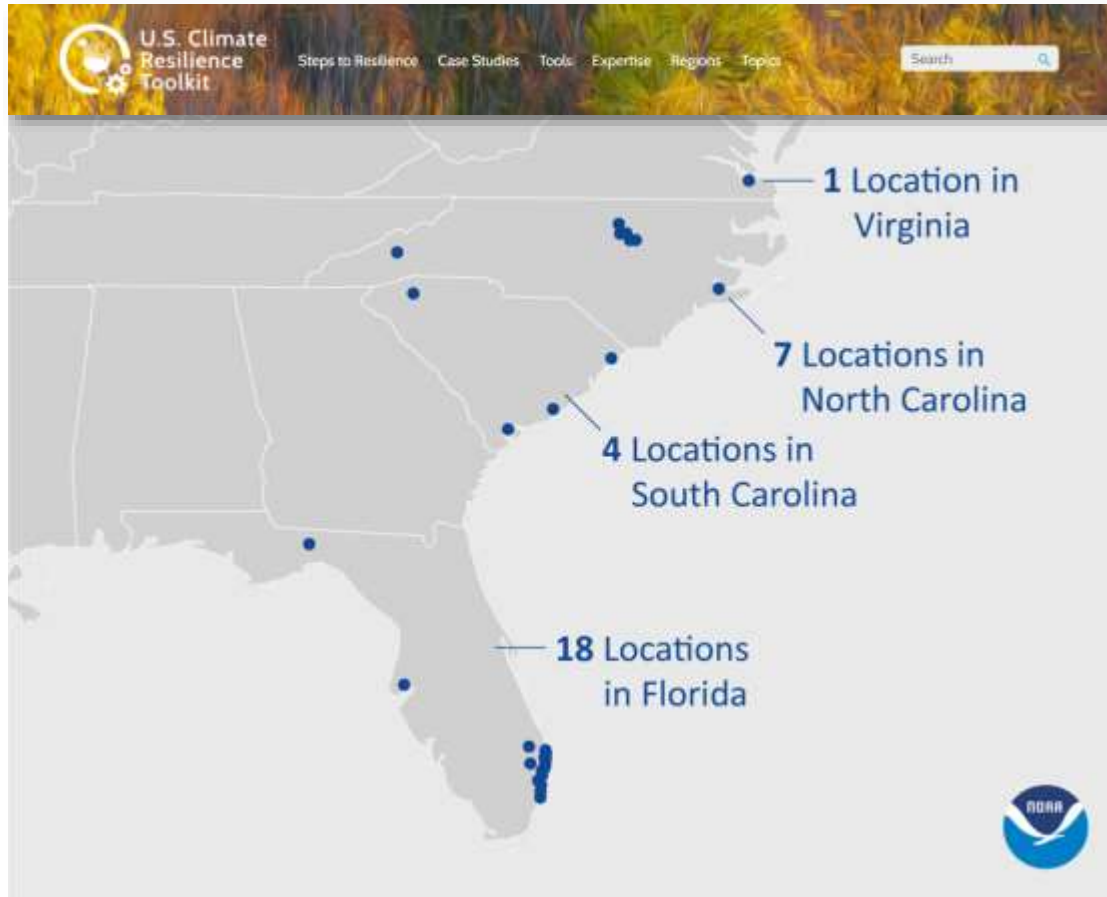 U.S. Climate
Resilience
Toolkit
Steps to Resilience Case Studies Tools Expertise Regions Topics
Search
1 Location in
Virginia
7 Locations in
North Carolina
4 Locations in
South Carolina
18 Locations
in Florida
NOAA